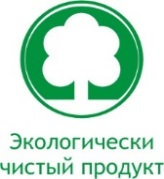 Экологически
чистый продукт